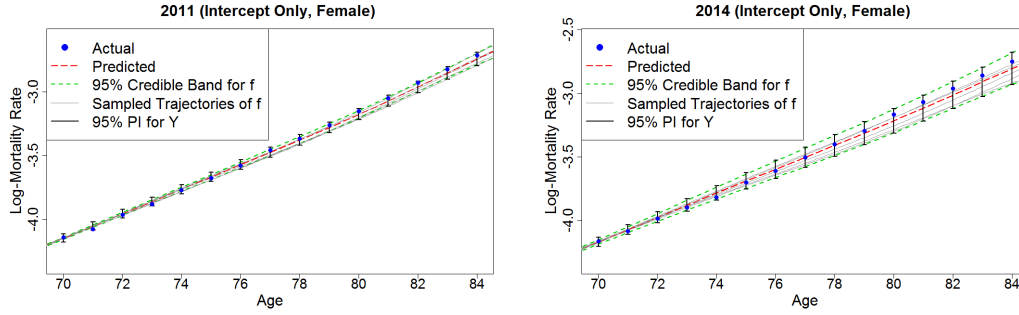 2011 (Intercept Only, Female)
Log-Mortality Rate
-3.0
-3.5
-4.0
Actual
Predicted
95% Credible Band for f
Sampled Trajectories of f
95% PI for Y
70 72 74 76 78 80 82 84
Age
2014 (Intercept Only, Female)
Log-Mortality Rate
-2.5
-3.0
-3.5
-4.0
Actual
Predicted
95% Credible Band for f
Sampled Trajectories of f
95% PI for Y
70 72 74 76 78 80 82 84
Age